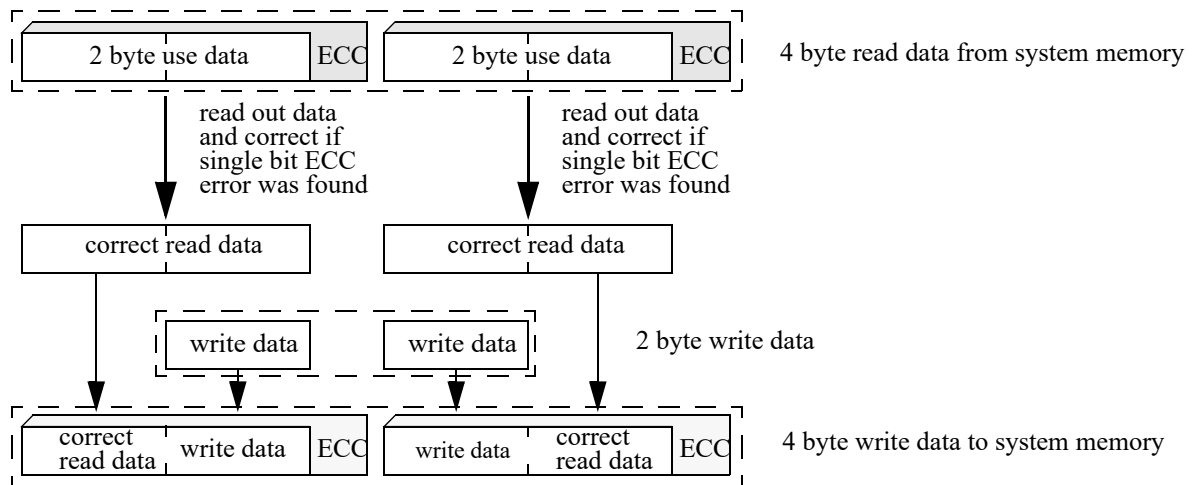 2 byte use data
ECC
2 byte use data
ECC
4 byte read data from system memory
read out data
and correct if
single bit ECC
error was found
read out data
and correct if
single bit ECC
error was found
correct read data
correct read data
write data
write data
2 byte write data
correct
read data
write data
ECC
write data
correct
read data
ECC
4 byte write data to system memory